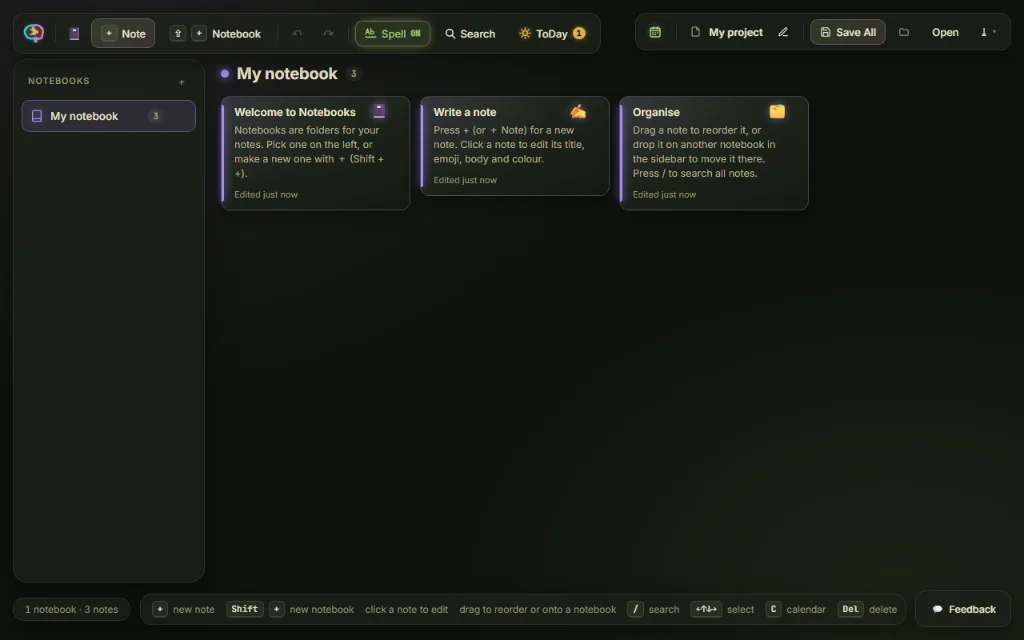 + Note
⇧ + Notebook
Ab Spell ON
Search
ToDay 1
My project
Save All
Open
NOTEBOOKS +
My notebook 3
My notebook 3
Welcome to Notebooks
Notebooks are folders for your
notes. Pick one on the left, or
make a new one with + (Shift +
+).
Edited just now
Write a note
Press + (or + Note) for a new
note. Click a note to edit its title,
emoji, body and colour.
Edited just now
Organise
Drag a note to reorder it, or
drop it on another notebook in
the sidebar to move it there.
Press / to search all notes.
Edited just now
1 notebook · 3 notes
+ new note Shift + new notebook click a note to edit drag to reorder or onto a notebook / search ←↑↓→ select C calendar Del delete
Feedback